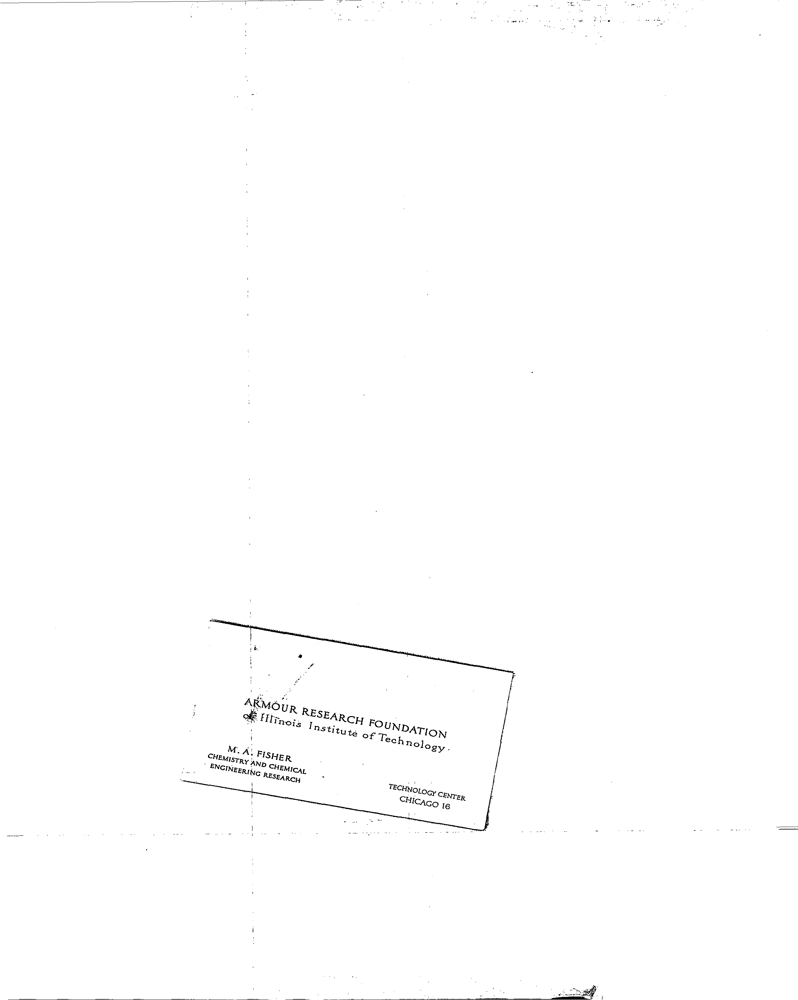 ARMOUR RESEARCH FOUNDATION
of Illinois Institute of Technology
M. A. FISHER
CHEMISTRY AND CHEMICAL
ENGINEERING RESEARCH
TECHNOLOGY CENTER
CHICAGO 16